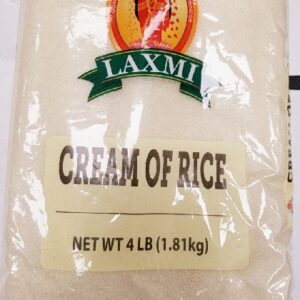 LAXMI
CREAM OF RICE
NET WT 4 LB (1.81kg)